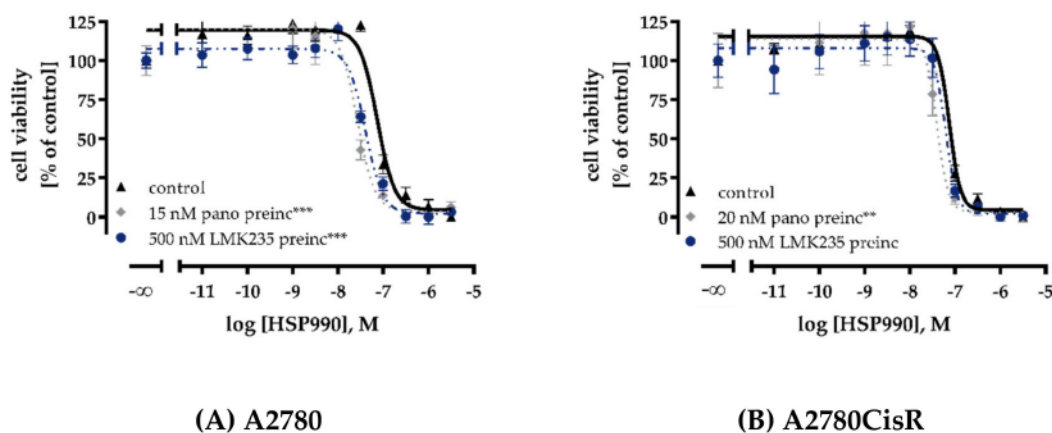 125
100
75
50
25
0
cell viability
[% of control]
control
15 nM pano preinc***
500 nM LMK235 preinc***
-∞ -11 -10 -9 -8 -7 -6 -5
log [HSP990], M
(A) A2780
125
100
75
50
25
0
cell viability
[% of control]
control
20 nM pano preinc**
500 nM LMK235 preinc
-∞ -11 -10 -9 -8 -7 -6 -5
log [HSP990], M
(B) A2780CisR